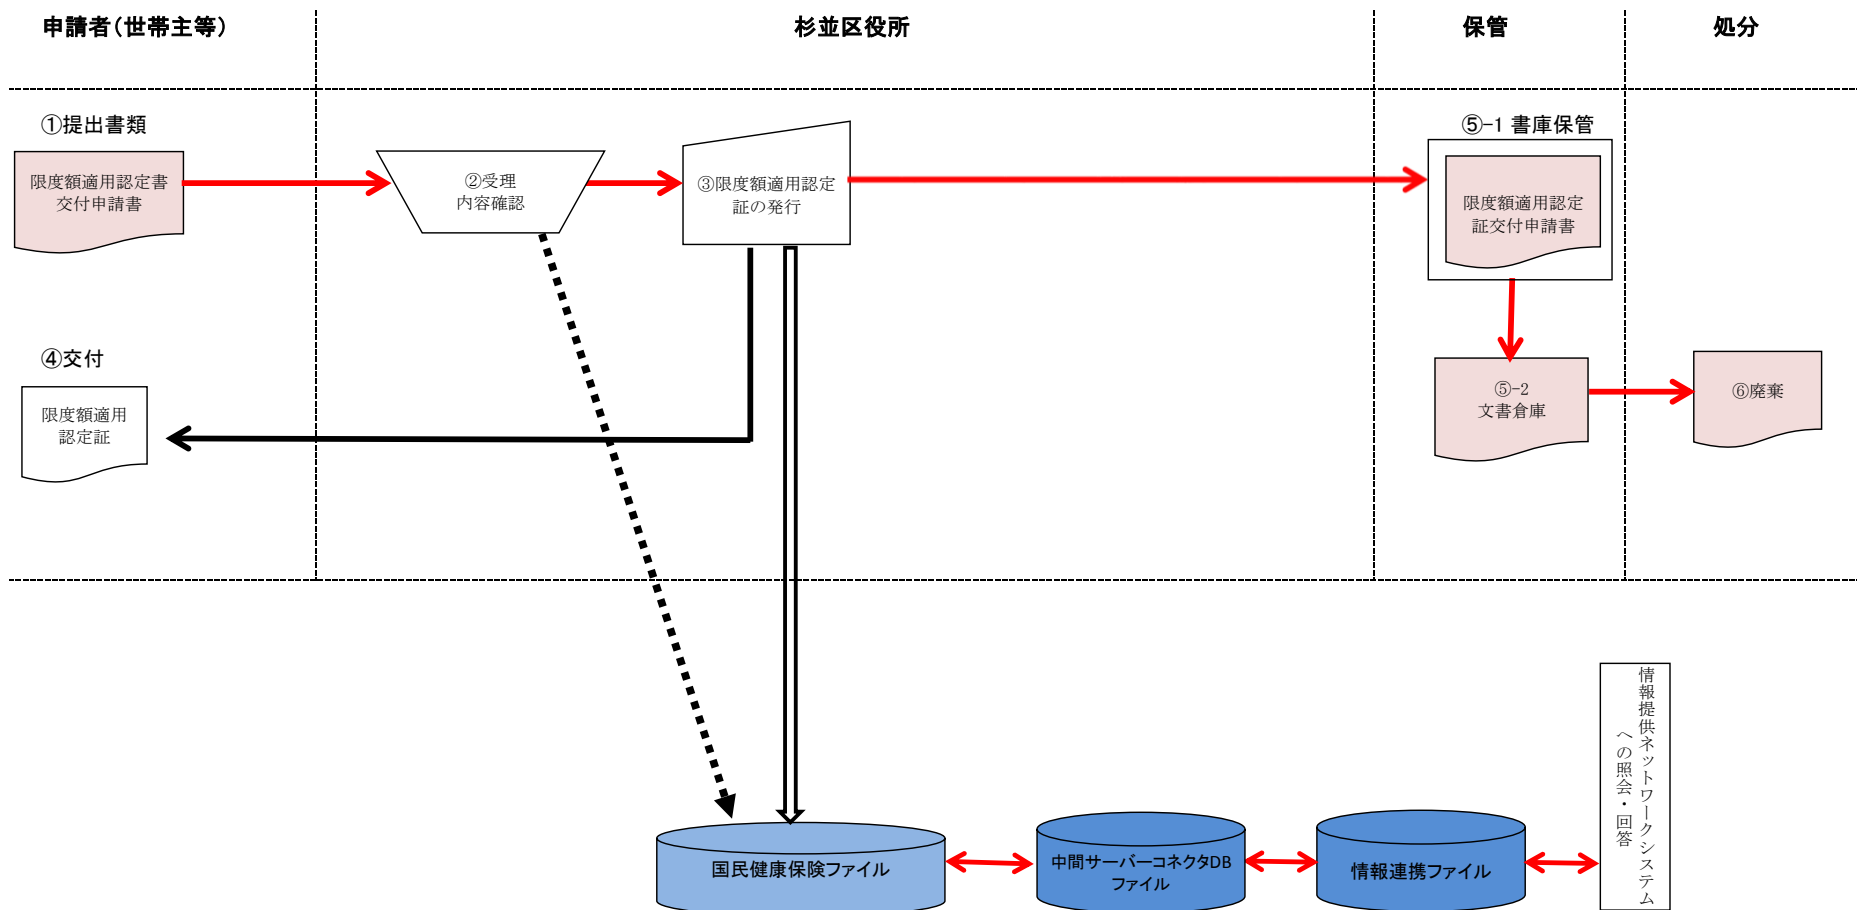 申請者（世帯主等）
杉並区役所
保管
処分
①提出書類
限度額適用認定書
交付申請書
②受理
内容確認
③限度額適用認定
証の発行
⑤-1 書庫保管
限度額適用認定
証交付申請書
④交付
限度額適用
認定証
⑤-2
文書倉庫
⑥廃棄
情報提供ネットワークシステム
への照会・回答
国民健康保険ファイル
中間サーバーコネクタDB
ファイル
情報連携ファイル